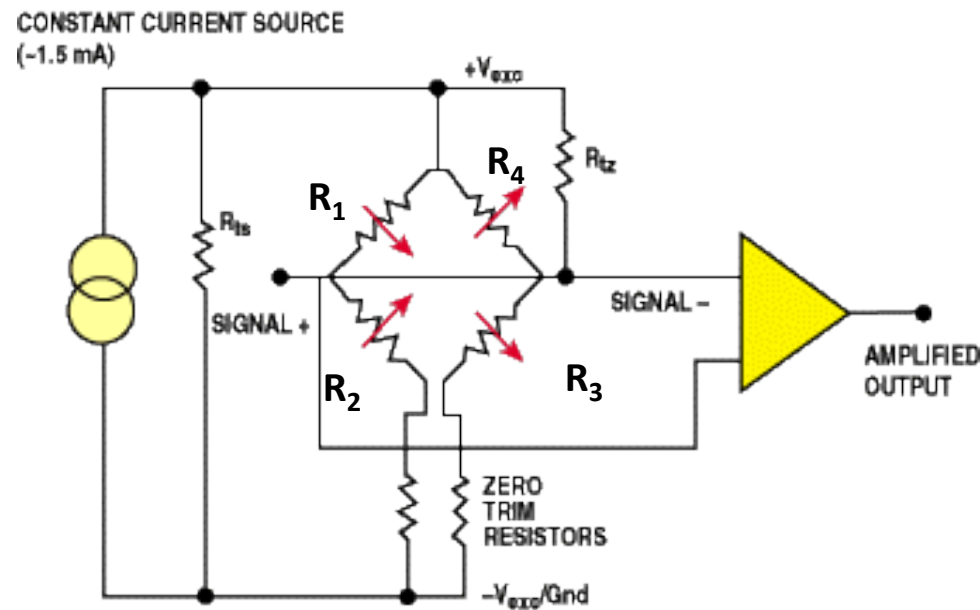 CONSTANT CURRENT SOURCE
(~1.5 mA)
+Vexc
R4
Rtz
R1
Rts
SIGNAL +
SIGNAL –
R2
R3
AMPLIFIED
OUTPUT
ZERO
TRIM
RESISTORS
–Vexc/Gnd